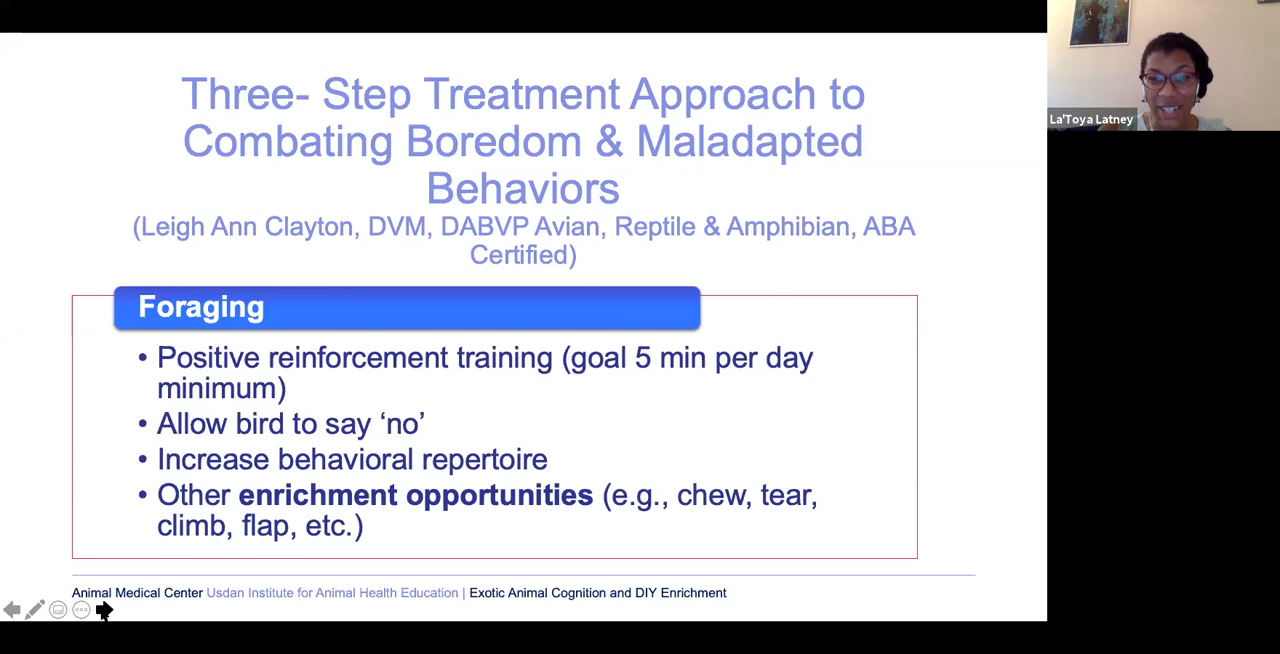 Three- Step Treatment Approach to
Combating Boredom & Maladapted
Behaviors
(Leigh Ann Clayton, DVM, DABVP Avian, Reptile & Amphibian, ABA
Certified)
Foraging
• Positive reinforcement training (goal 5 min per day
minimum)
• Allow bird to say ‘no’
• Increase behavioral repertoire
• Other enrichment opportunities (e.g., chew, tear,
climb, flap, etc.)
Animal Medical Center Usdan Institute for Animal Health Education | Exotic Animal Cognition and DIY Enrichment
La'Toya Latney